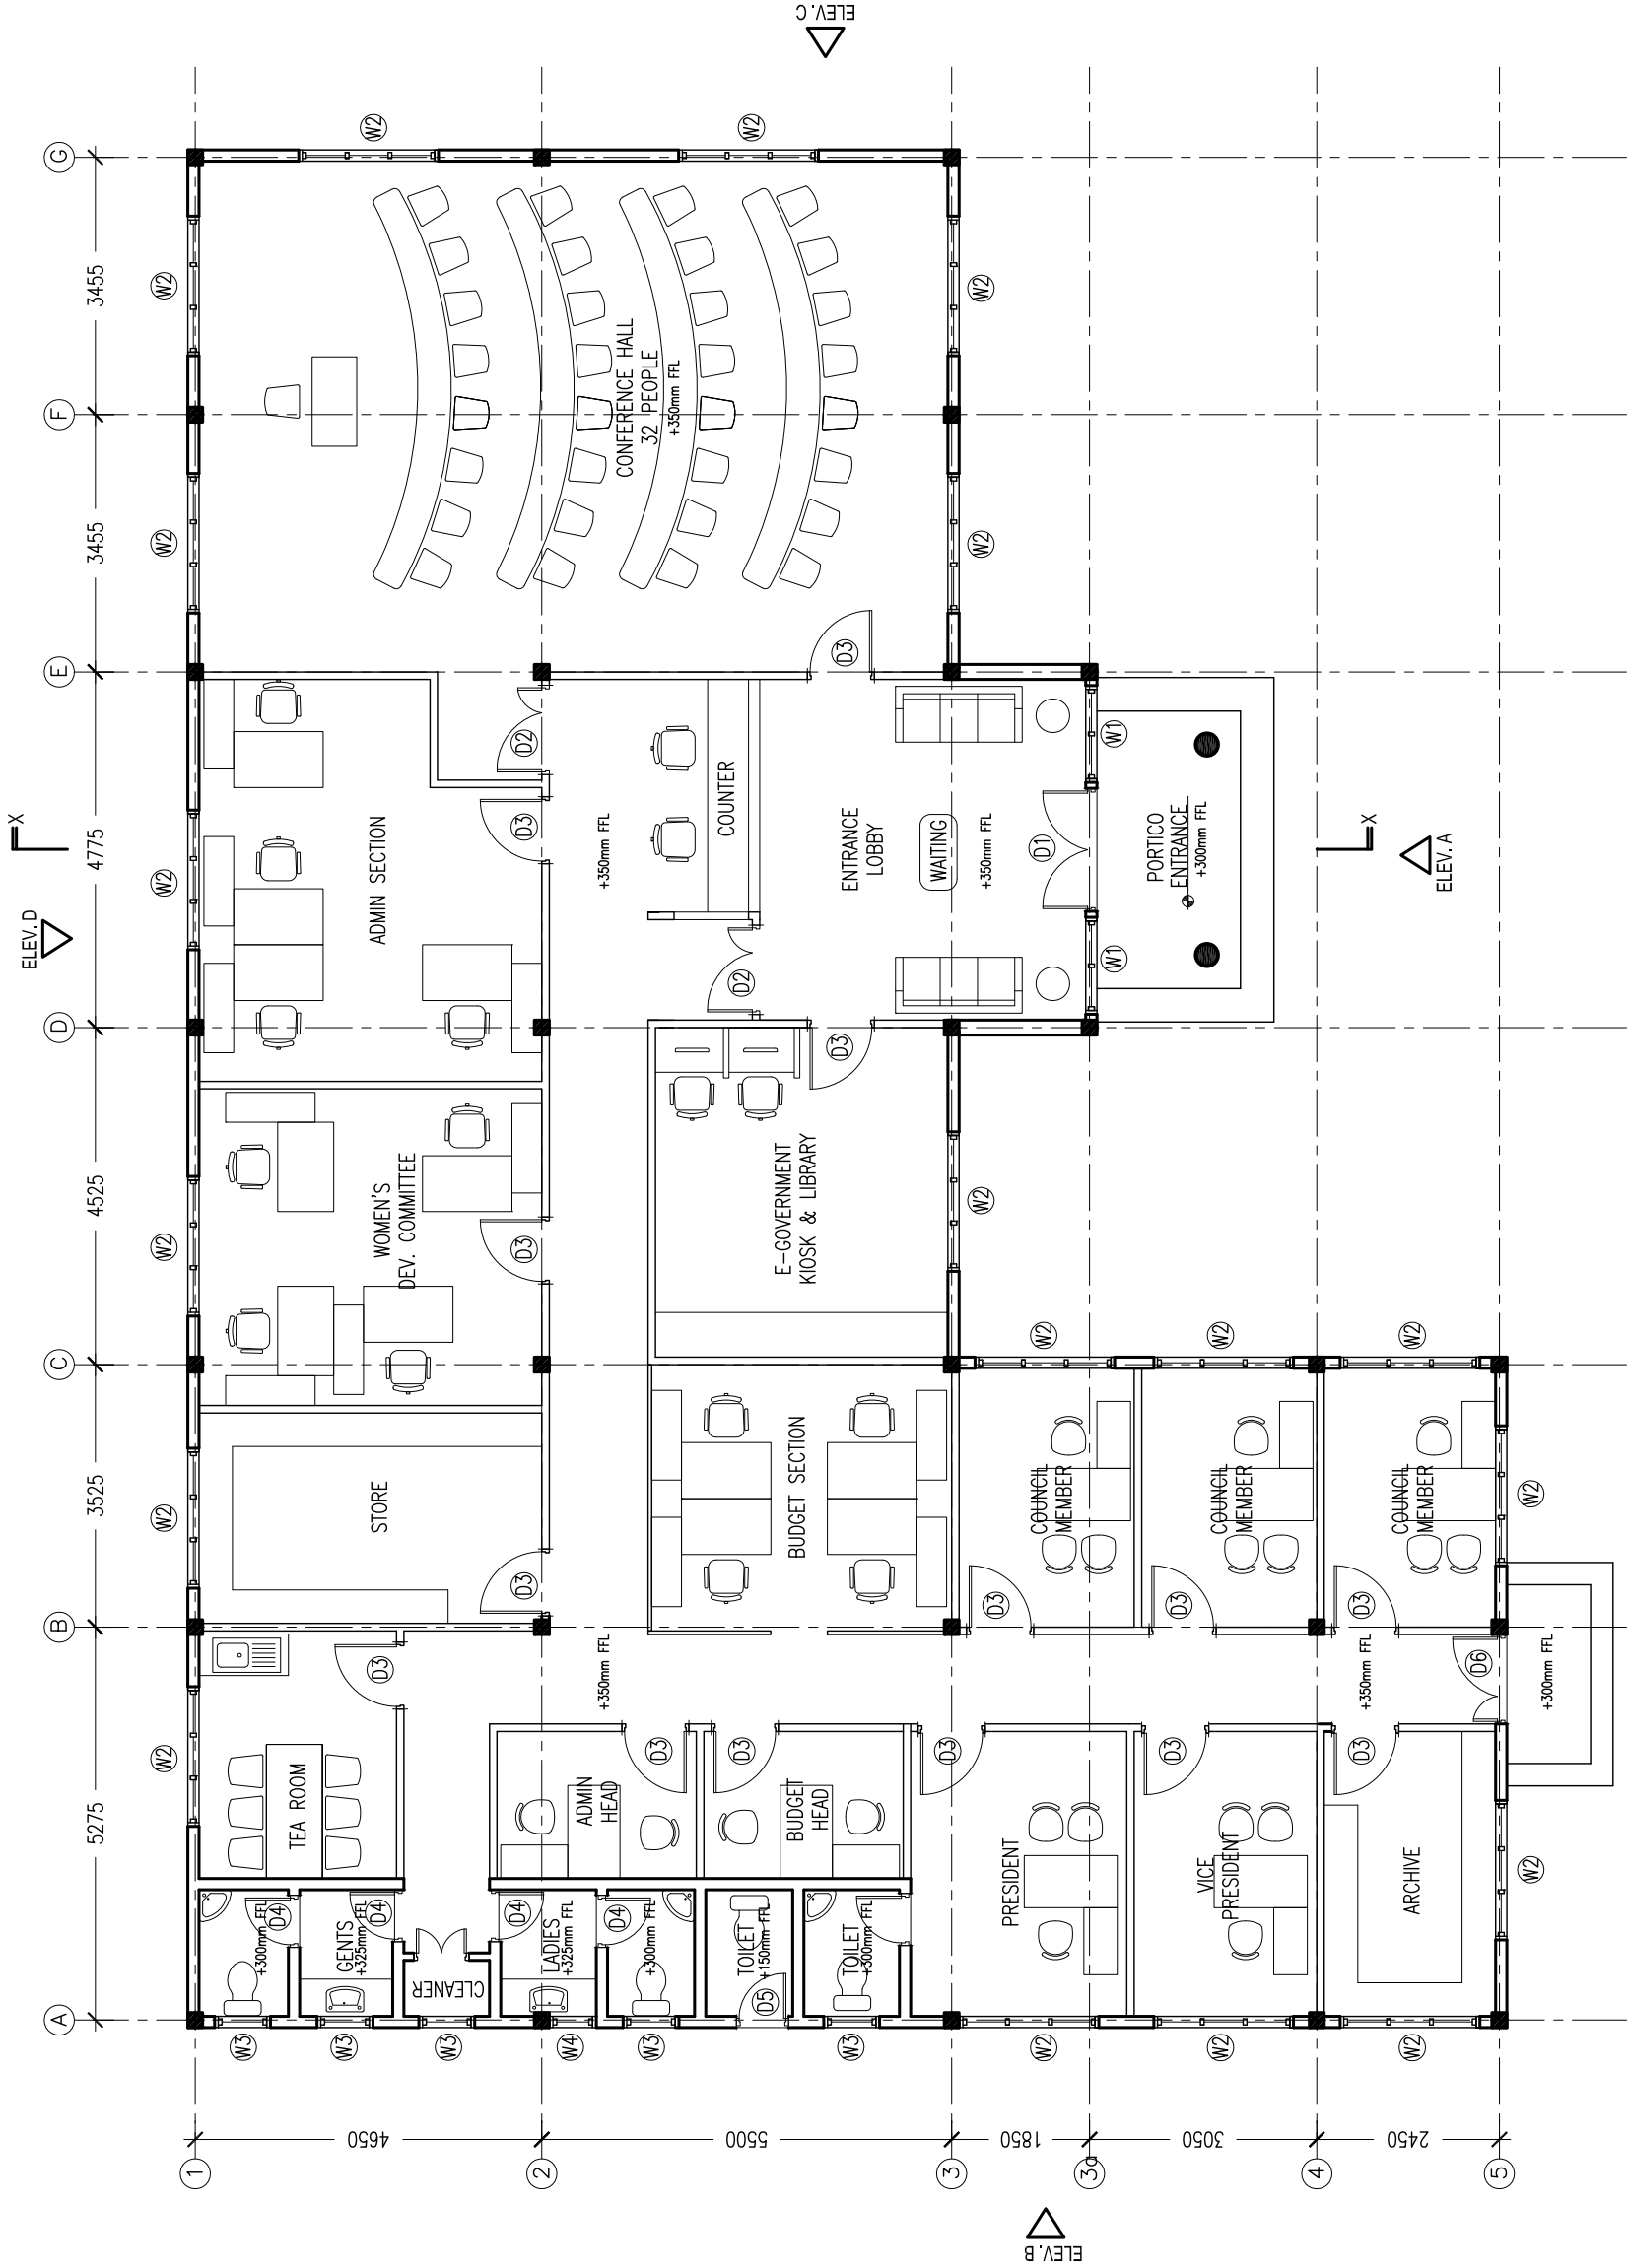 A
B
C
D
E
F
G
5275
3525
4525
4775
3455
3455
X
ELEV. D
W2
W2
W2
W2
W2
W2
TEA ROOM
D3
STORE
D3
WOMEN'S
DEV. COMMITTEE
D3
ADMIN SECTION
D3
D2
CONFERENCE HALL
32 PEOPLE
+350mm FFL
W2
W2
ELEV. C
W3
W3
W3
W4
W3
W3
+300mm FFL
D4
GENTS
+325mm FFL
D4
CLEANER
LADIES
+325mm FFL
D4
D4
+300mm FFL
TOILET
+150mm FFL
D5
TOILET
+300mm FFL
ADMIN
HEAD
D3
BUDGET
HEAD
D3
+350mm FFL
+350mm FFL
COUNTER
BUDGET SECTION
E-GOVERNMENT
KIOSK & LIBRARY
D3
D2
ENTRANCE
LOBBY
WAITING
+350mm FFL
D3
W2
W2
W2
D1
W1
W1
PORTICO
ENTRANCE
+300mm FFL
X
ELEV. A
PRESIDENT
D3
D3
COUNCIL
MEMBER
W2
W2
VICE
PRESIDENT
D3
D3
COUNCIL
MEMBER
W2
W2
ARCHIVE
D3
+350mm FFL
D3
COUNCIL
MEMBER
W2
W2
D6
W2
W2
+300mm FFL
1
2
3
3a
4
5
4650
5500
1850
3050
2450
ELEV. B